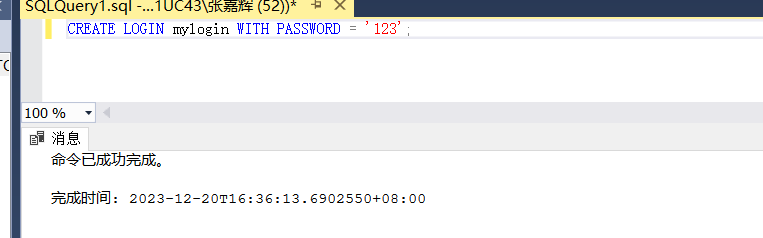 SQLQuery1.sql -...1UC43\张嘉辉 (52))*
CREATE LOGIN mylogin WITH PASSWORD = '123';
100 %
消息
命令已成功完成。
完成时间: 2023-12-20T16:36:13.6902550+08:00